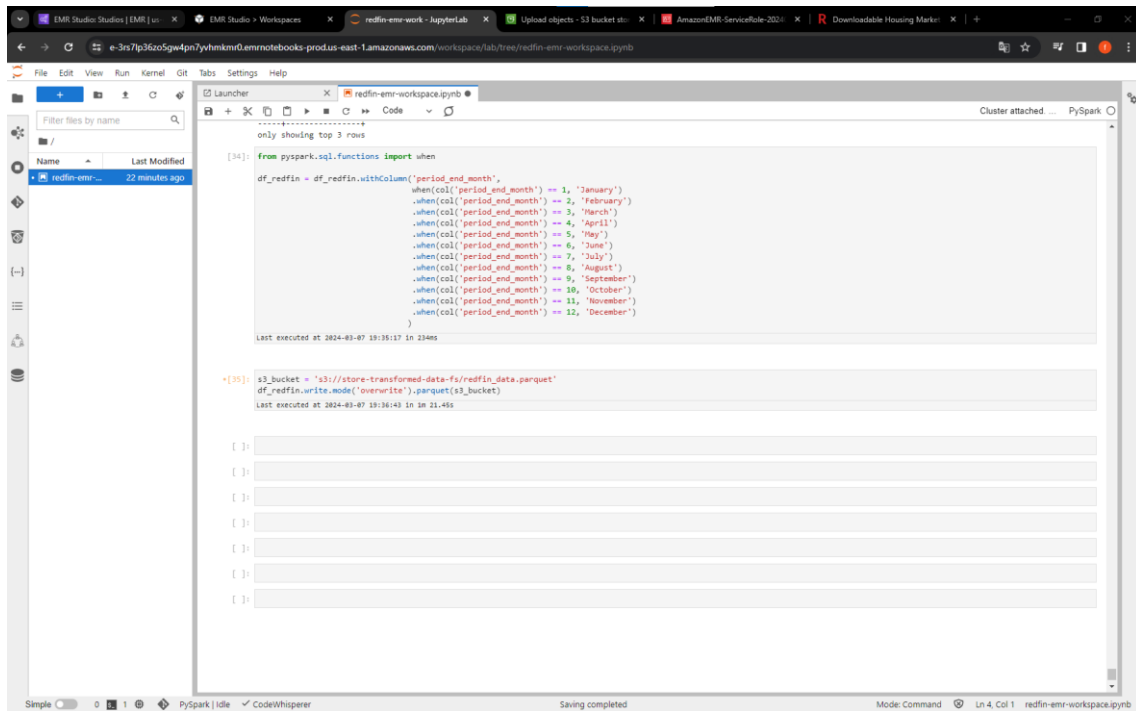 EMR Studio: Studios | EMR | us-
EMR Studio > Workspaces
redfin-emr-work - JupyterLab
Upload objects - S3 bucket sto
AmazonEMR-ServiceRole-2024
Downloadable Housing Market
e-3rs7lp36zo5gw4pn7yvhmkmr0.emrnotebooks-prod.us-east-1.amazonaws.com/workspace/lab/tree/redfin-emr-workspace.ipynb
File Edit View Run Kernel Git Tabs Settings Help
Launcher
redfin-emr-workspace.ipynb
Code
Cluster attached. ...
PySpark
Filter files by name
/
Name
Last Modified
redfin-emr-...
22 minutes ago
-----+----------------+
only showing top 3 rows
[34]: from pyspark.sql.functions import when
df_redfin = df_redfin.withColumn('period_end_month',
when(col('period_end_month') == 1, 'January')
.when(col('period_end_month') == 2, 'February')
.when(col('period_end_month') == 3, 'March')
.when(col('period_end_month') == 4, 'April')
.when(col('period_end_month') == 5, 'May')
.when(col('period_end_month') == 6, 'June')
.when(col('period_end_month') == 7, 'July')
.when(col('period_end_month') == 8, 'August')
.when(col('period_end_month') == 9, 'September')
.when(col('period_end_month') == 10, 'October')
.when(col('period_end_month') == 11, 'November')
.when(col('period_end_month') == 12, 'December')
)
Last executed at 2024-03-07 19:35:17 in 234ms
*[35]: s3_bucket = 's3://store-transformed-data-fs/redfin_data.parquet'
df_redfin.write.mode('overwrite').parquet(s3_bucket)
Last executed at 2024-03-07 19:36:43 in 1m 21.45s
[ ]:
[ ]:
[ ]:
[ ]:
[ ]:
[ ]:
[ ]:
Simple
0
1
PySpark | Idle
CodeWhisperer
Saving completed
Mode: Command
Ln 4, Col 1
redfin-emr-workspace.ipynb